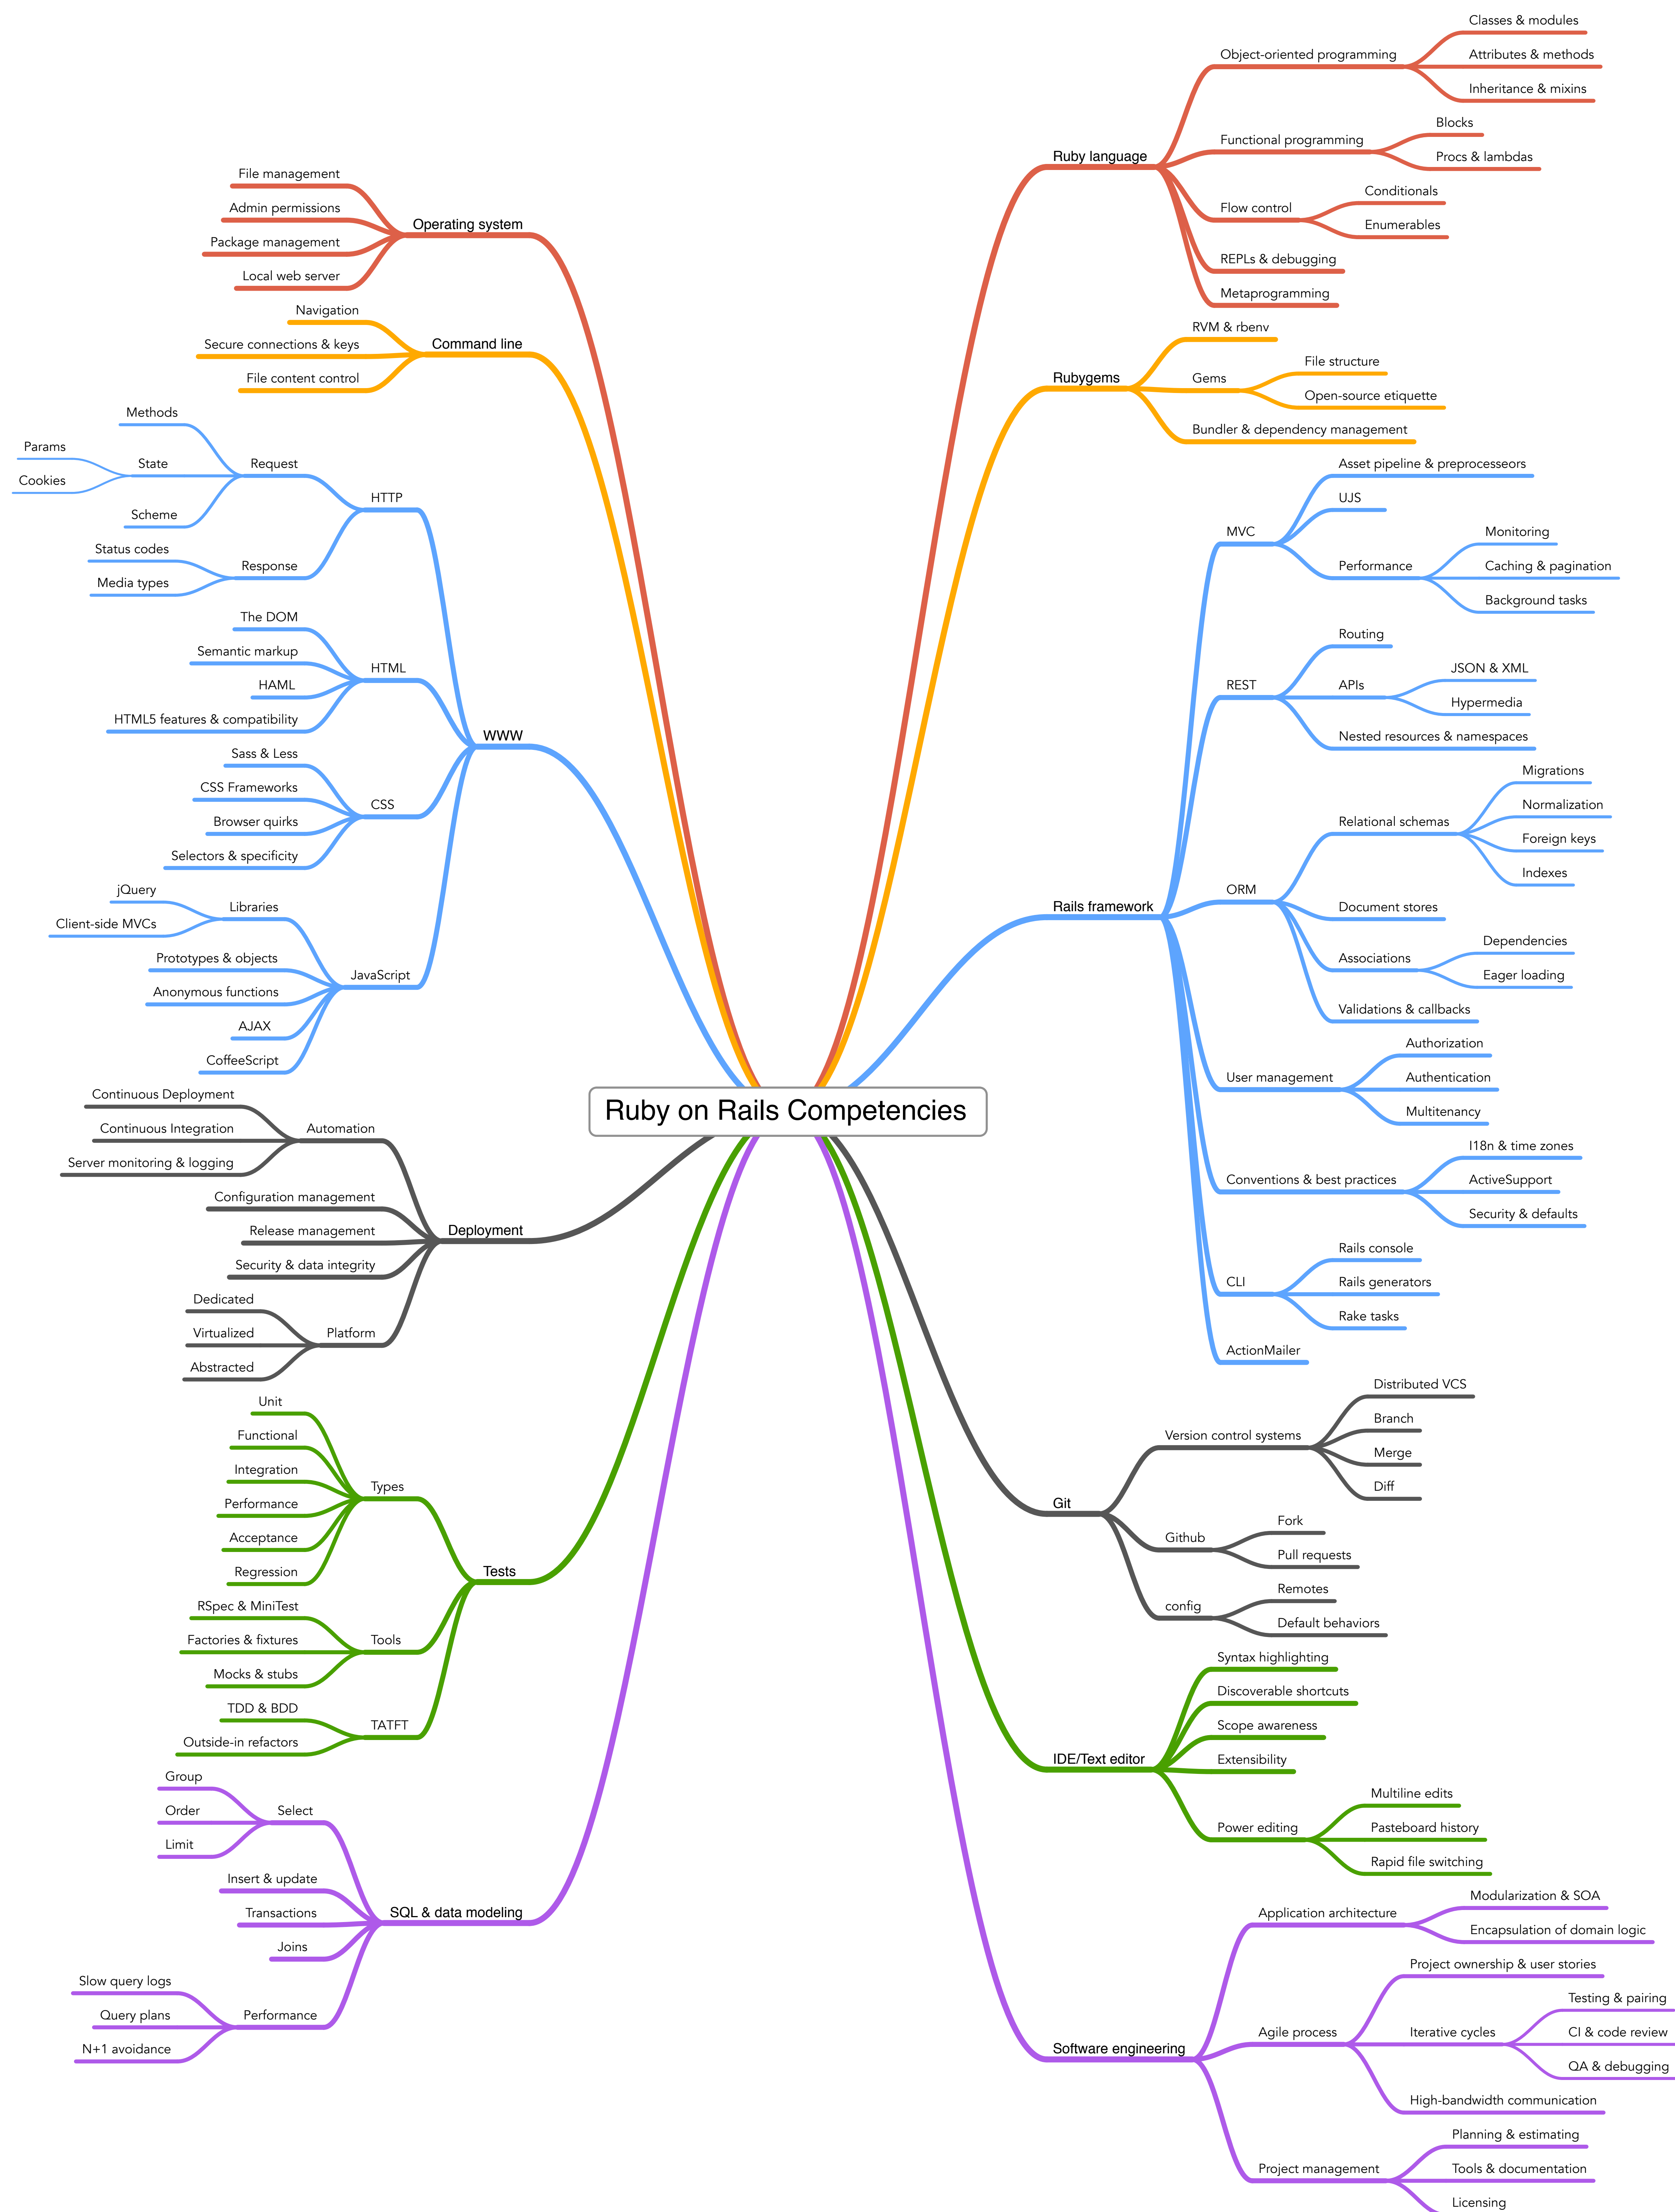 Ruby on Rails Competencies
Operating system
File management
Admin permissions
Package management
Local web server
Command line
Navigation
Secure connections & keys
File content control
WWW
HTTP
Request
Methods
State
Params
Cookies
Scheme
Response
Status codes
Media types
HTML
The DOM
Semantic markup
HAML
HTML5 features & compatibility
CSS
Sass & Less
CSS Frameworks
Browser quirks
Selectors & specificity
JavaScript
Libraries
jQuery
Client-side MVCs
Prototypes & objects
Anonymous functions
AJAX
CoffeeScript
Deployment
Automation
Continuous Deployment
Continuous Integration
Server monitoring & logging
Configuration management
Release management
Security & data integrity
Platform
Dedicated
Virtualized
Abstracted
Tests
Types
Unit
Functional
Integration
Performance
Acceptance
Regression
Tools
RSpec & MiniTest
Factories & fixtures
Mocks & stubs
TATFT
TDD & BDD
Outside-in refactors
SQL & data modeling
Select
Group
Order
Limit
Insert & update
Transactions
Joins
Performance
Slow query logs
Query plans
N+1 avoidance
Ruby language
Object-oriented programming
Classes & modules
Attributes & methods
Inheritance & mixins
Functional programming
Blocks
Procs & lambdas
Flow control
Conditionals
Enumerables
REPLs & debugging
Metaprogramming
Rubygems
RVM & rbenv
Gems
File structure
Open-source etiquette
Bundler & dependency management
Rails framework
MVC
Asset pipeline & preprocesseors
UJS
Performance
Monitoring
Caching & pagination
Background tasks
REST
Routing
APIs
JSON & XML
Hypermedia
Nested resources & namespaces
ORM
Relational schemas
Migrations
Normalization
Foreign keys
Indexes
Document stores
Associations
Dependencies
Eager loading
Validations & callbacks
User management
Authorization
Authentication
Multitenancy
Conventions & best practices
I18n & time zones
ActiveSupport
Security & defaults
CLI
Rails console
Rails generators
Rake tasks
ActionMailer
Git
Version control systems
Distributed VCS
Branch
Merge
Diff
Github
Fork
Pull requests
config
Remotes
Default behaviors
IDE/Text editor
Syntax highlighting
Discoverable shortcuts
Scope awareness
Extensibility
Power editing
Multiline edits
Pasteboard history
Rapid file switching
Software engineering
Application architecture
Modularization & SOA
Encapsulation of domain logic
Agile process
Project ownership & user stories
Iterative cycles
Testing & pairing
CI & code review
QA & debugging
High-bandwidth communication
Project management
Planning & estimating
Tools & documentation
Licensing